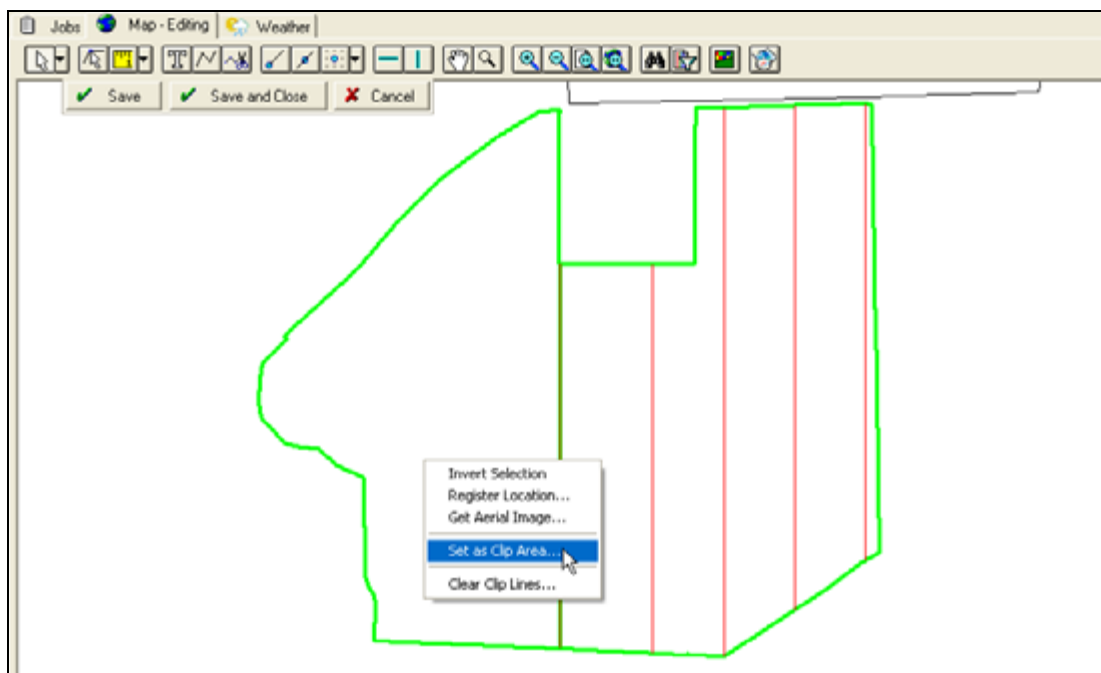 Jobs Map - Editing Weather
Save Save and Close Cancel
Invert Selection
Register Location...
Get Aerial Image...
Set as Clip Area...
Clear Clip Lines...